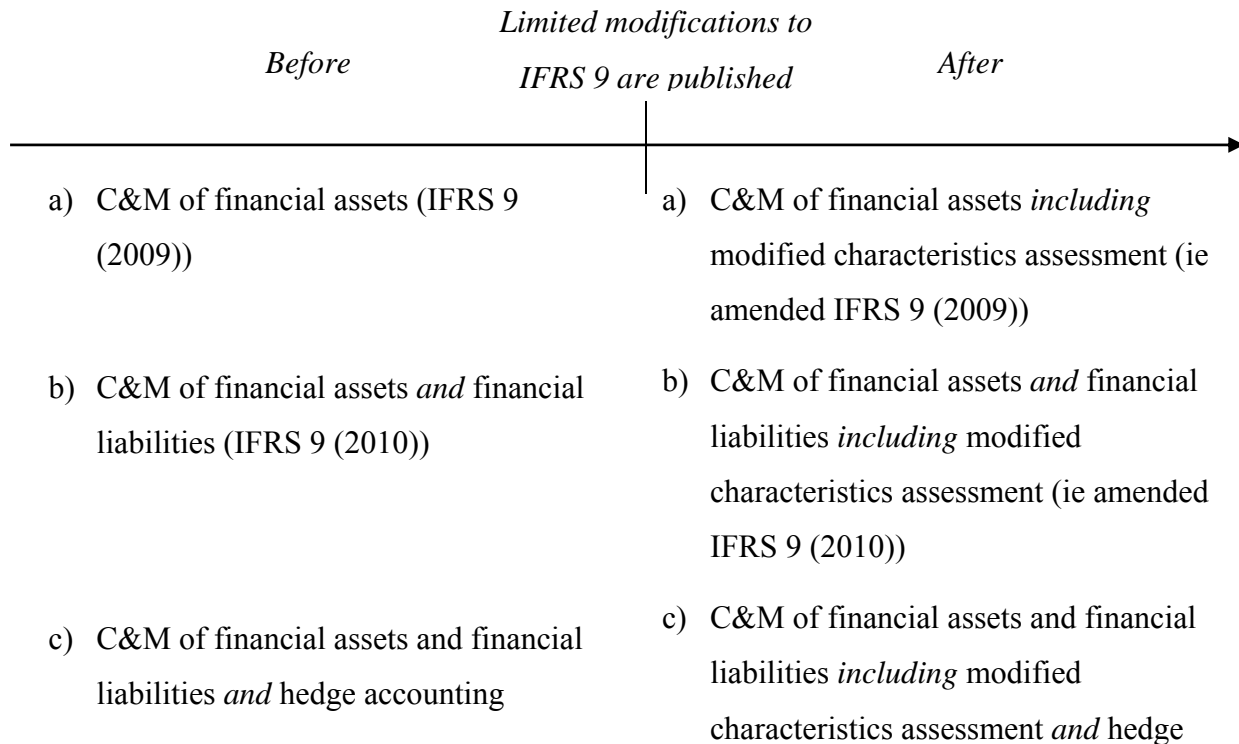 Before
Limited modifications to
IFRS 9 are published
After
a) C&M of financial assets (IFRS 9
(2009))
b) C&M of financial assets and financial
liabilities (IFRS 9 (2010))
c) C&M of financial assets and financial
liabilities and hedge accounting
a) C&M of financial assets including
modified characteristics assessment (ie
amended IFRS 9 (2009))
b) C&M of financial assets and financial
liabilities including modified
characteristics assessment (ie amended
IFRS 9 (2010))
c) C&M of financial assets and financial
liabilities including modified
characteristics assessment and hedge